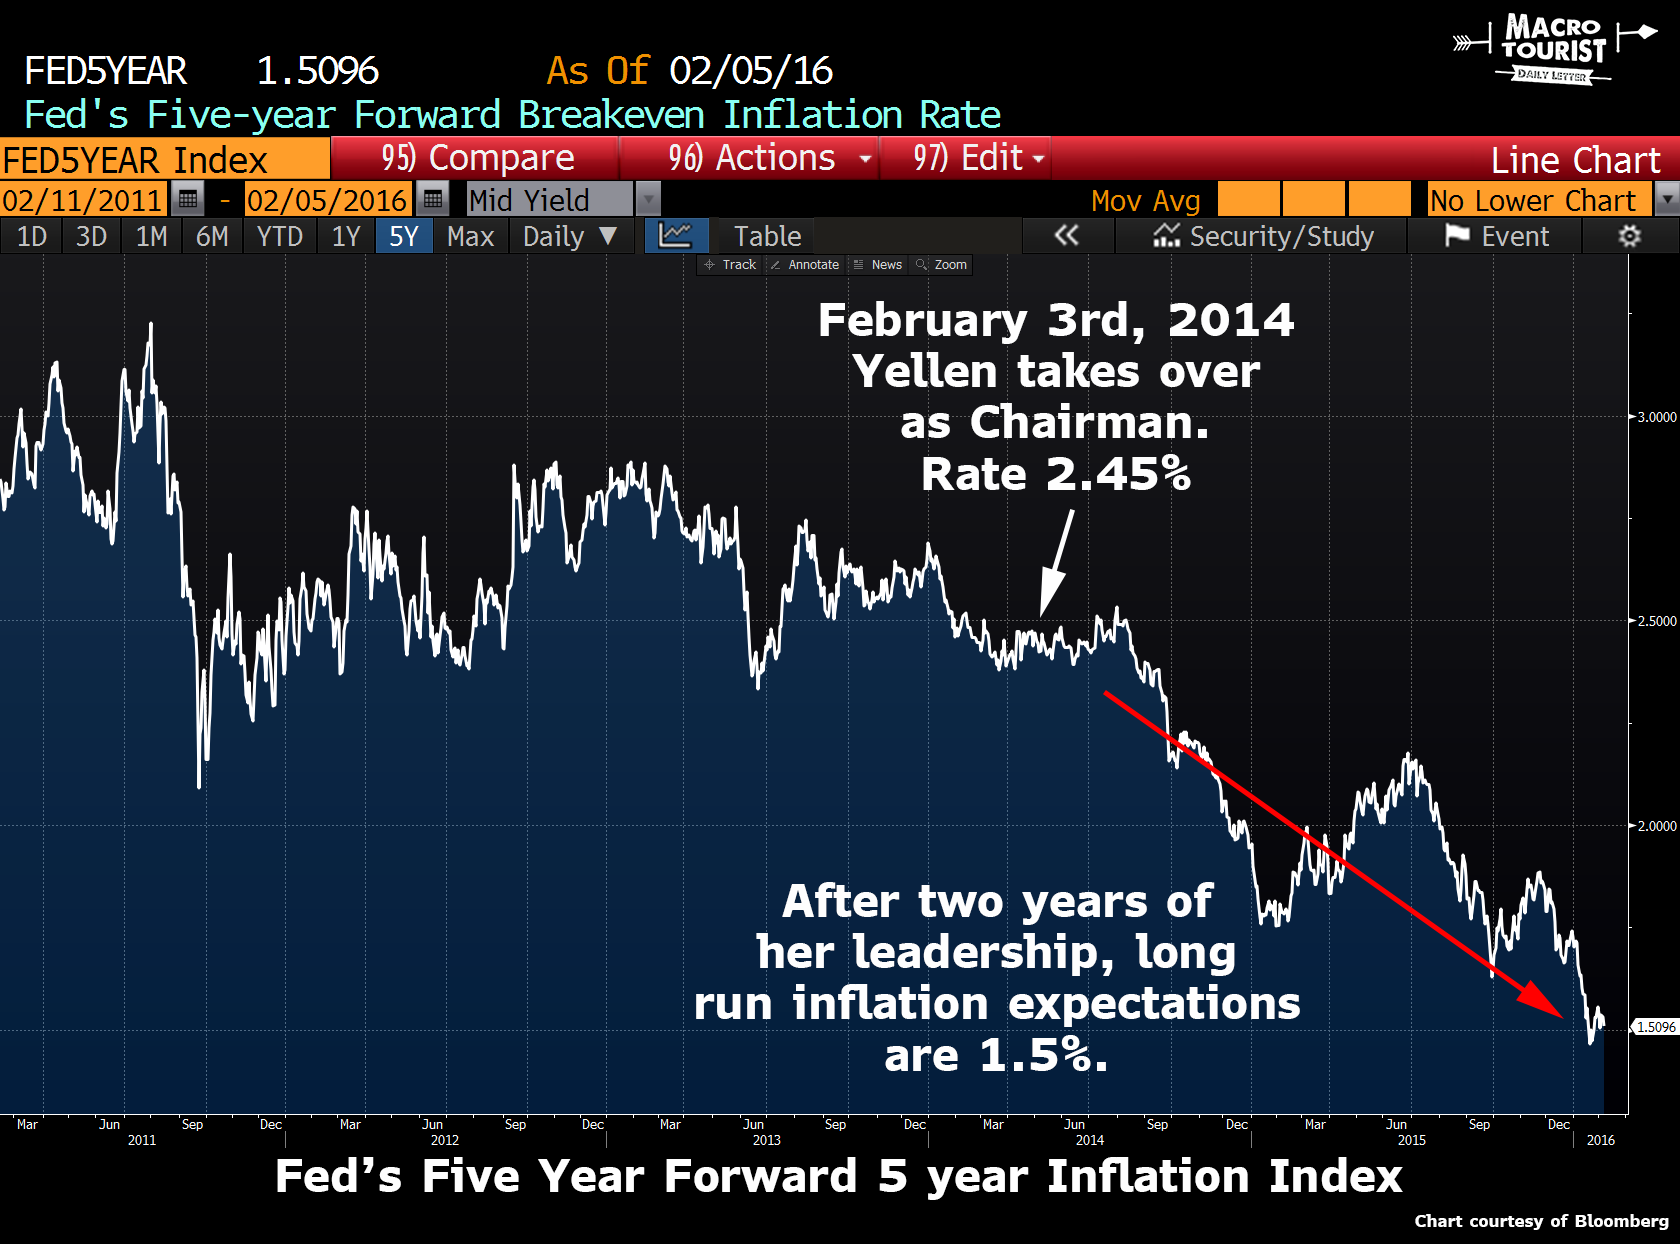 MACRO
TOURIST
DAILY LETTER
FED5YEAR 1.5096 As Of 02/05/16
Fed's Five-year Forward Breakeven Inflation Rate
FED5YEAR Index 95) Compare 96) Actions 97) Edit Line Chart
02/11/2011 - 02/05/2016 Mid Yield Mov Avg No Lower Chart
1D 3D 1M 6M YTD 1Y 5Y Max Daily ▼ Table « Security/Study Event
Track Annotate News Zoom
February 3rd, 2014
Yellen takes over
as Chairman.
Rate 2.45%
3.0000
2.5000
2.0000
1.5096
After two years of
her leadership, long
run inflation expectations
are 1.5%.
Mar Jun Sep Dec Mar Jun Sep Dec Mar Jun Sep Dec Mar Jun Sep Dec Mar Jun Sep Dec
2011 2012 2013 2014 2015 2016
Fed’s Five Year Forward 5 year Inflation Index
Chart courtesy of Bloomberg